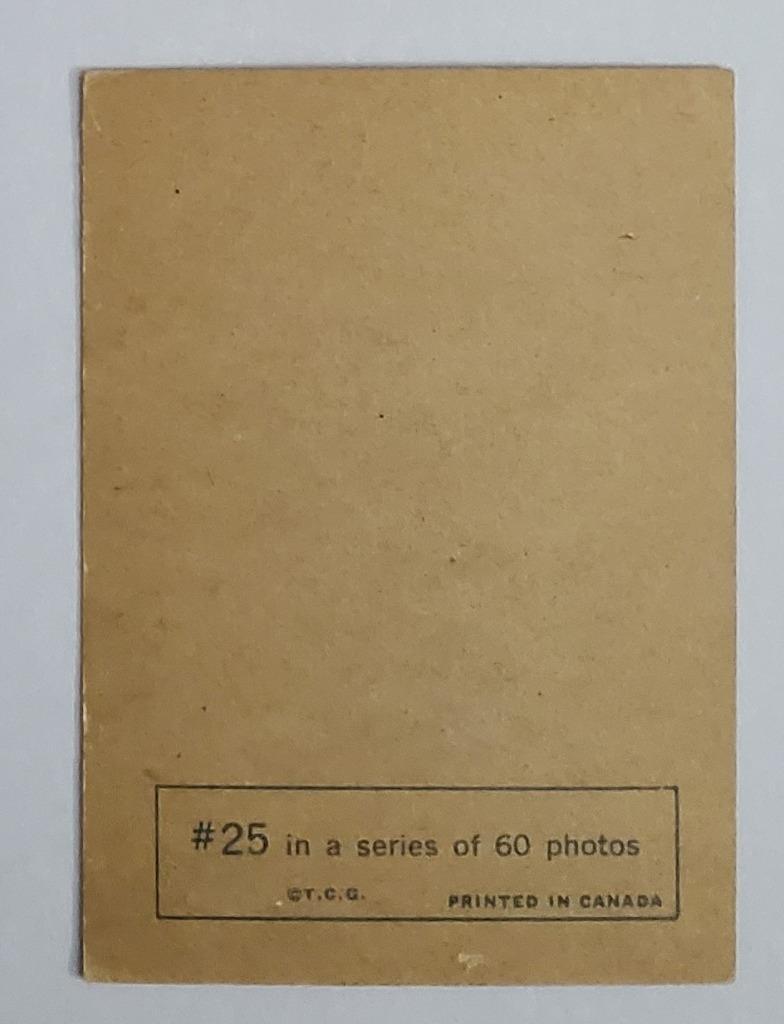 #25 in a series of 60 photos
©T.C.G.
PRINTED IN CANADA